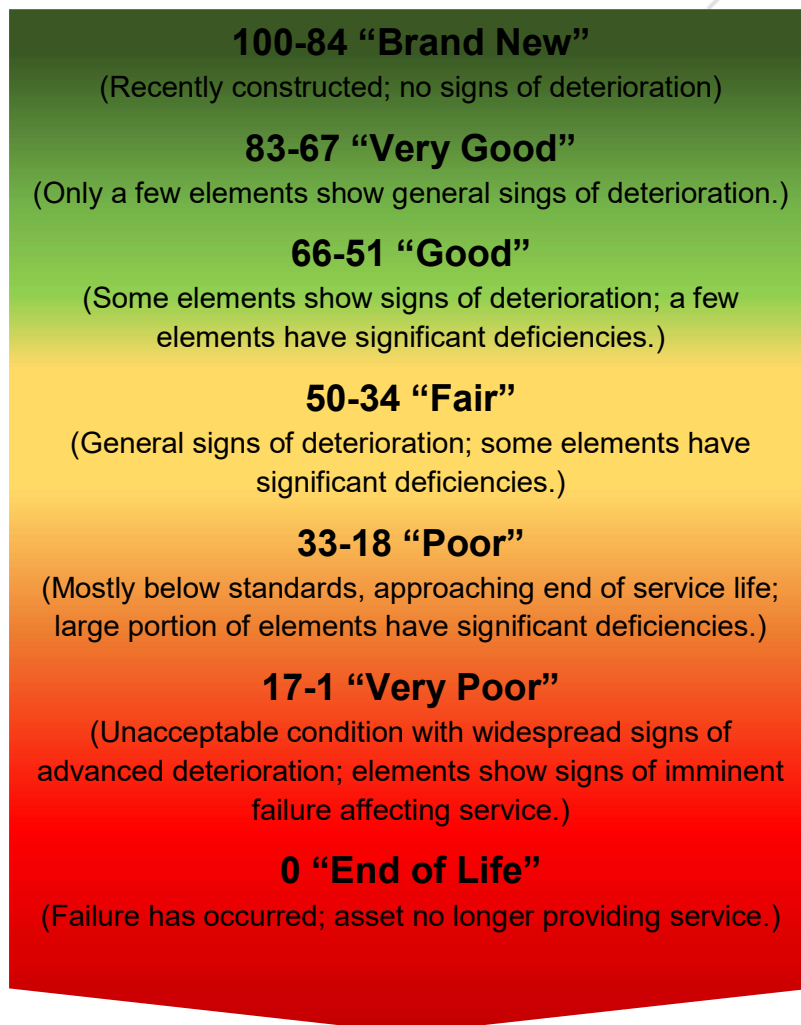 100-84 “Brand New”
(Recently constructed; no signs of deterioration)
83-67 “Very Good”
(Only a few elements show general sings of deterioration.)
66-51 “Good”
(Some elements show signs of deterioration; a few
elements have significant deficiencies.)
50-34 “Fair”
(General signs of deterioration; some elements have
significant deficiencies.)
33-18 “Poor”
(Mostly below standards, approaching end of service life;
large portion of elements have significant deficiencies.)
17-1 “Very Poor”
(Unacceptable condition with widespread signs of
advanced deterioration; elements show signs of imminent
failure affecting service.)
0 “End of Life”
(Failure has occurred; asset no longer providing service.)